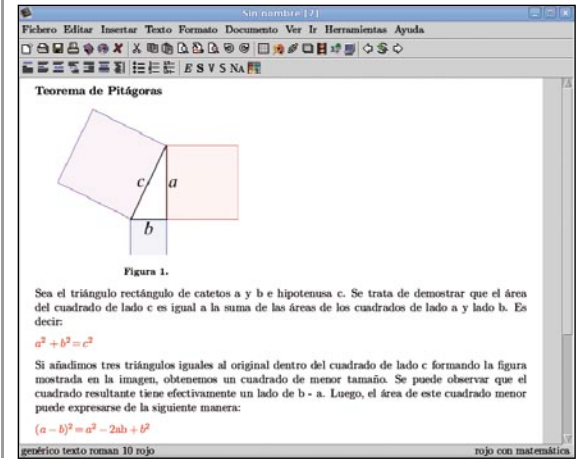 Sin nombre [2]
Fichero Editar Insertar Texto Formato Documento Ver Ir Herramientas Ayuda
E S V S NA
Teorema de Pitágoras
c
a
b
Figura 1.
Sea el triángulo rectángulo de catetos a y b e hipotenusa c. Se trata de demostrar que el área
del cuadrado de lado c es igual a la suma de las áreas de los cuadrados de lado a y lado b. Es
decir:
a² + b² = c²
Si añadimos tres triángulos iguales al original dentro del cuadrado de lado c formando la figura
mostrada en la imagen, obtenemos un cuadrado de menor tamaño. Se puede observar que el
cuadrado resultante tiene efectivamente un lado de b - a. Luego, el área de este cuadrado menor
puede expresarse de la siguiente manera:
(a − b)² = a² − 2ab + b²
genérico texto roman 10 rojo
rojo con matemática